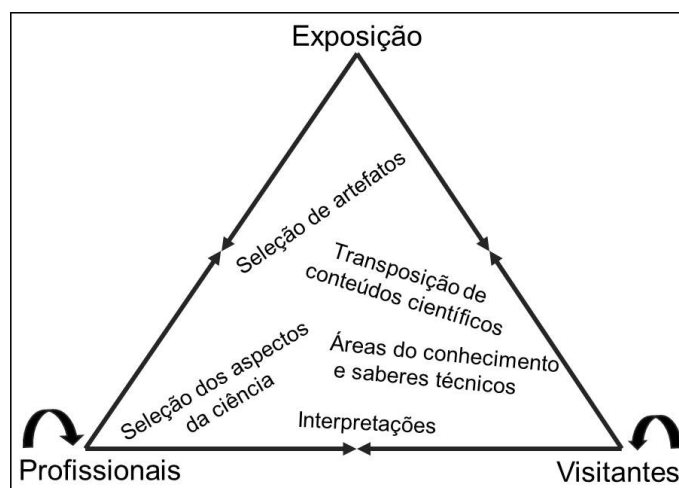 Exposição
Seleção de artefatos
Transposição de
conteúdos científicos
Áreas do conhecimento
e saberes técnicos
Seleção dos aspectos
da ciência
Interpretações
Profissionais
Visitantes